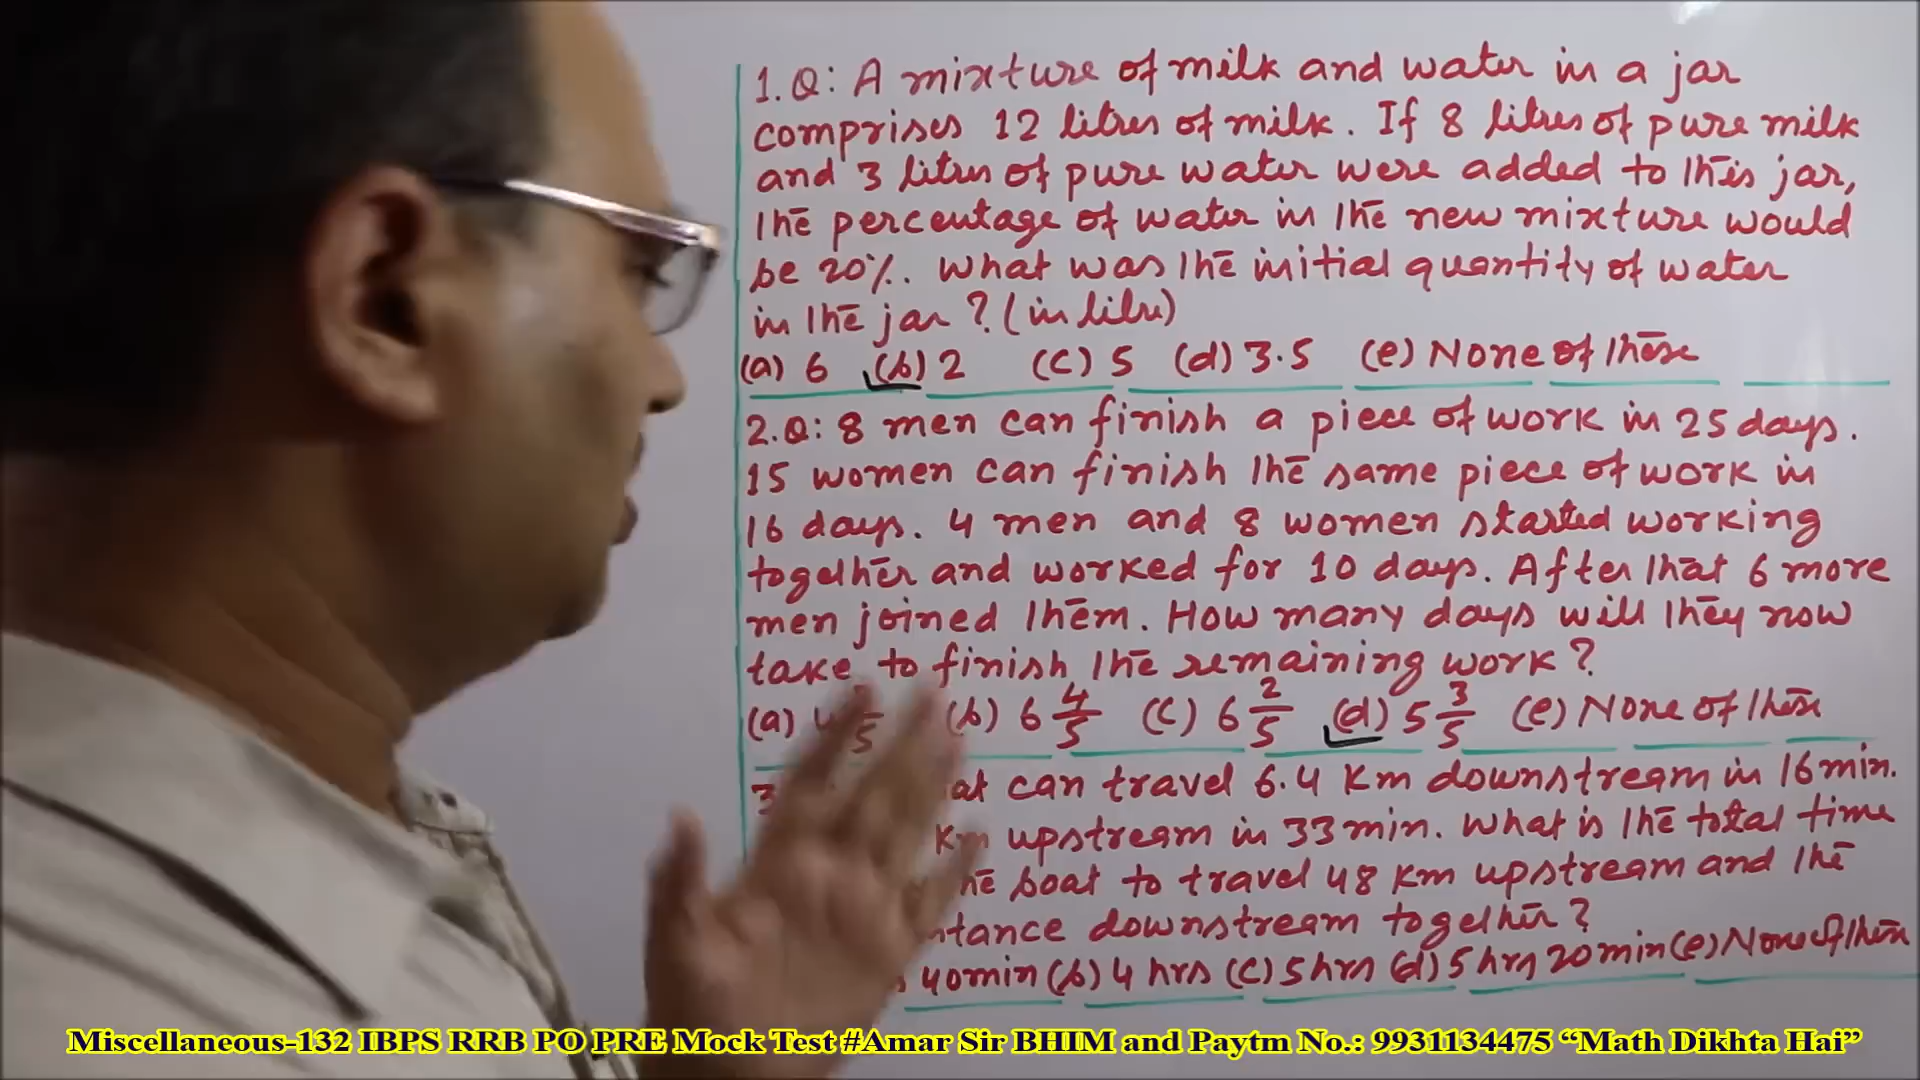 1.Q: A mixture of milk and water in a jar
comprises 12 litres of milk. If 8 litres of pure milk
and 3 litres of pure water were added to this jar,
the percentage of water in the new mixture would
be 20%. What was the initial quantity of water
in the jar? (in litre)
(a) 6 (b) 2 (c) 5 (d) 3.5 (e) None of these
2.Q: 8 men can finish a piece of work in 25 days.
15 women can finish the same piece of work in
16 days. 4 men and 8 women started working
together and worked for 10 days. After that 6 more
men joined them. How many days will they now
take to finish the remaining work?
(a) (b) 6 4/5 (c) 6 2/5 (d) 5 3/5 (e) None of these
can travel 6.4 Km downstream in 16 min.
Km upstream in 33 min. What is the total time
boat to travel 48 Km upstream and the
downstream together?
40 min (b) 4 hrs (c) 5 hrs (d) 5 hrs 20 min (e) None of these
Miscellaneous-132 IBPS RRB PO PRE Mock Test #Amar Sir BHIM and Paytm No.: 9931134475 “Math Dikhta Hai”